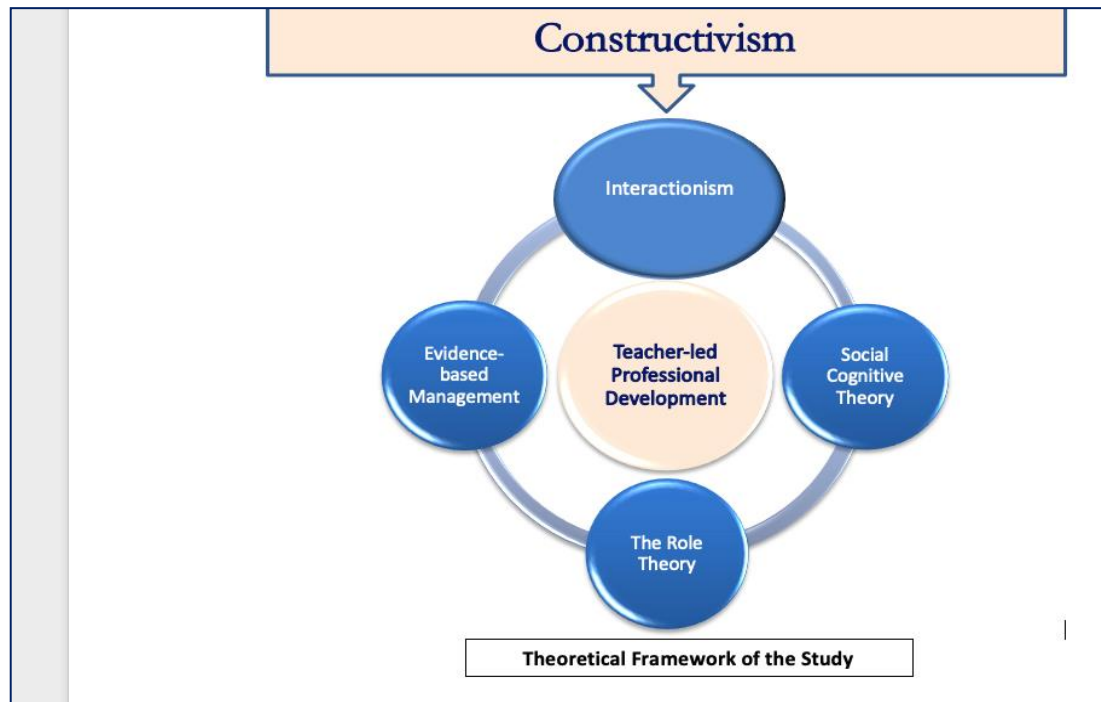 Constructivism
Interactionism
Evidence-
based
Management
Teacher-led
Professional
Development
Social
Cognitive
Theory
The Role
Theory
Theoretical Framework of the Study